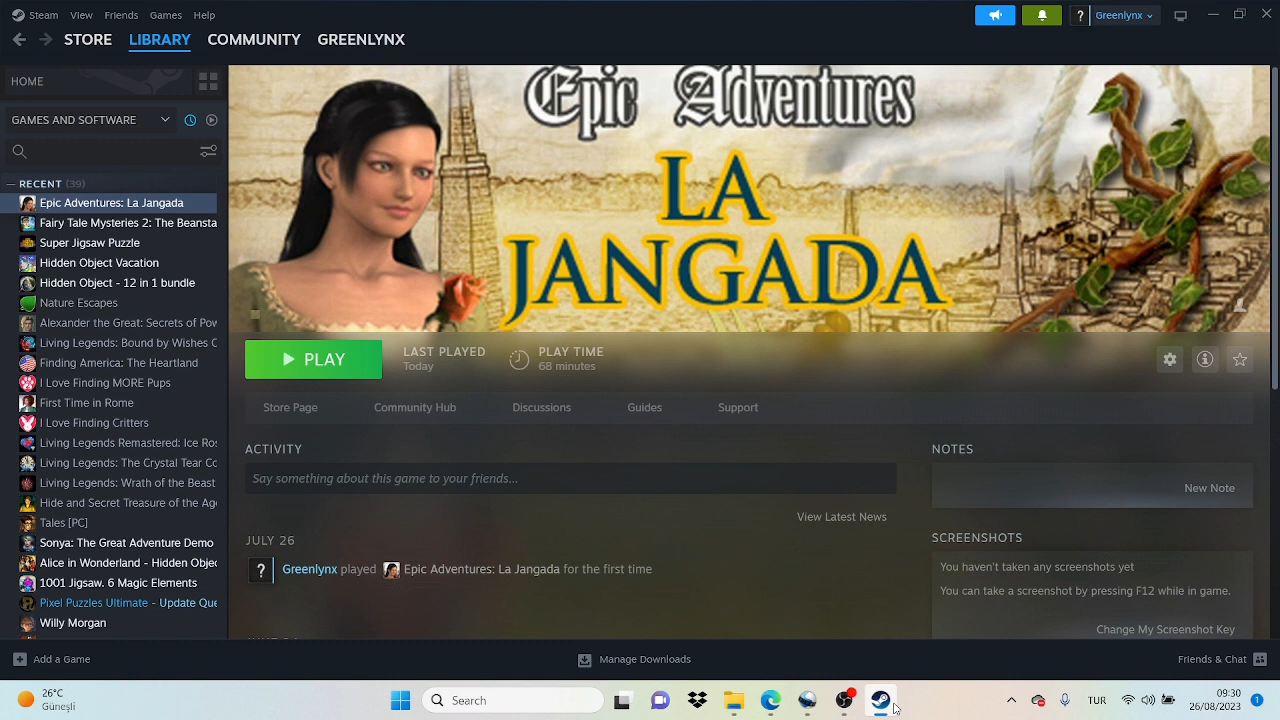 Steam View Friends Games Help
Greenlynx
STORE LIBRARY COMMUNITY GREENLYNX
HOME
GAMES AND SOFTWARE
RECENT (39)
Epic Adventures: La Jangada
Fairy Tale Mysteries 2: The Beansta
Super Jigsaw Puzzle
Hidden Object Vacation
Hidden Object - 12 in 1 bundle
Nature Escapes
Alexander the Great: Secrets of Pow
Living Legends: Bound by Wishes C
Finding America: The Pacific Northw
I Love Finding MORE Pups
First Time in Rome
I Love Finding Critters
Living Legends Remastered: Ice Ros
Living Legends: The Crystal Tear Co
Living Legends: Wrath of the Beast
Hide and Secret Treasure of the Age
Tales [PC]
Sonya: The Great Adventure Demo
Alice in Wonderland - Hidden Objec
1001 Jigsaw. 6 Magic Elements
Pixel Puzzles Ultimate - Update Que
Willy Morgan
Epic Adventures
LA
JANGADA
PLAY
LAST PLAYED
Today
PLAY TIME
68 minutes
Store Page Community Hub Discussions Guides Support
ACTIVITY
Say something about this game to your friends...
View Latest News
JULY 26
? Greenlynx played Epic Adventures: La Jangada for the first time
NOTES
New Note
SCREENSHOTS
You haven't taken any screenshots yet
You can take a screenshot by pressing F12 while in game.
Change My Screenshot Key
Add a Game
Manage Downloads
Friends & Chat
26°C
Güneşli
Search
TUR
09:30
26/08/2023
1